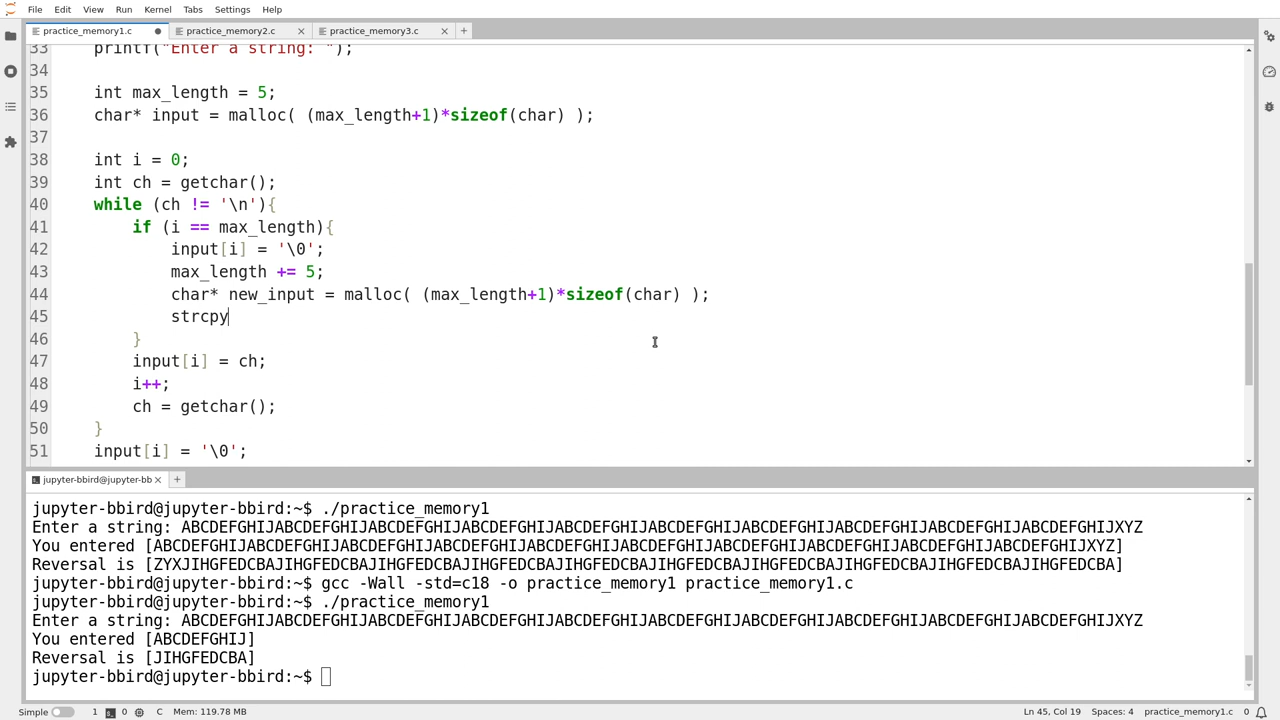 File Edit View Run Kernel Tabs Settings Help
practice_memory1.c practice_memory2.c practice_memory3.c
33 printf("Enter a string: ");
34
35 int max_length = 5;
36 char* input = malloc( (max_length+1)*sizeof(char) );
37
38 int i = 0;
39 int ch = getchar();
40 while (ch != '\n'){
41 if (i == max_length){
42 input[i] = '\0';
43 max_length += 5;
44 char* new_input = malloc( (max_length+1)*sizeof(char) );
45 strcpy
46 }
47 input[i] = ch;
48 i++;
49 ch = getchar();
50 }
51 input[i] = '\0';
jupyter-bbird@jupyter-bb
jupyter-bbird@jupyter-bbird:~$ ./practice_memory1
Enter a string: ABCDEFGHIJABCDEFGHIJABCDEFGHIJABCDEFGHIJABCDEFGHIJABCDEFGHIJABCDEFGHIJABCDEFGHIJABCDEFGHIJABCDEFGHIJXYZ
You entered [ABCDEFGHIJABCDEFGHIJABCDEFGHIJABCDEFGHIJABCDEFGHIJABCDEFGHIJABCDEFGHIJABCDEFGHIJABCDEFGHIJABCDEFGHIJXYZ]
Reversal is [ZYXJIHGFEDCBAJIHGFEDCBAJIHGFEDCBAJIHGFEDCBAJIHGFEDCBAJIHGFEDCBAJIHGFEDCBAJIHGFEDCBAJIHGFEDCBAJIHGFEDCBA]
jupyter-bbird@jupyter-bbird:~$ gcc -Wall -std=c18 -o practice_memory1 practice_memory1.c
jupyter-bbird@jupyter-bbird:~$ ./practice_memory1
Enter a string: ABCDEFGHIJABCDEFGHIJABCDEFGHIJABCDEFGHIJABCDEFGHIJABCDEFGHIJABCDEFGHIJABCDEFGHIJABCDEFGHIJABCDEFGHIJXYZ
You entered [ABCDEFGHIJ]
Reversal is [JIHGFEDCBA]
jupyter-bbird@jupyter-bbird:~$
Simple 1 0 C Mem: 119.78 MB Ln 45, Col 19 Spaces: 4 practice_memory1.c 0